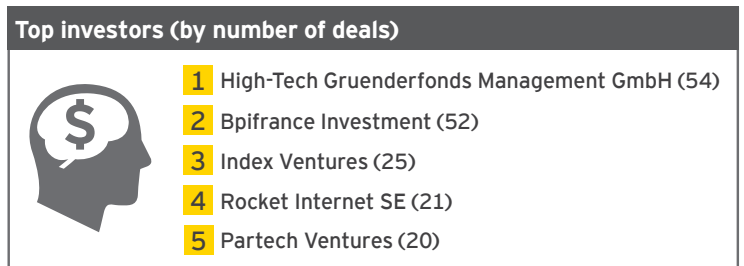 Top investors (by number of deals)
$
1 High-Tech Gruenderfonds Management GmbH (54)
2 Bpifrance Investment (52)
3 Index Ventures (25)
4 Rocket Internet SE (21)
5 Partech Ventures (20)